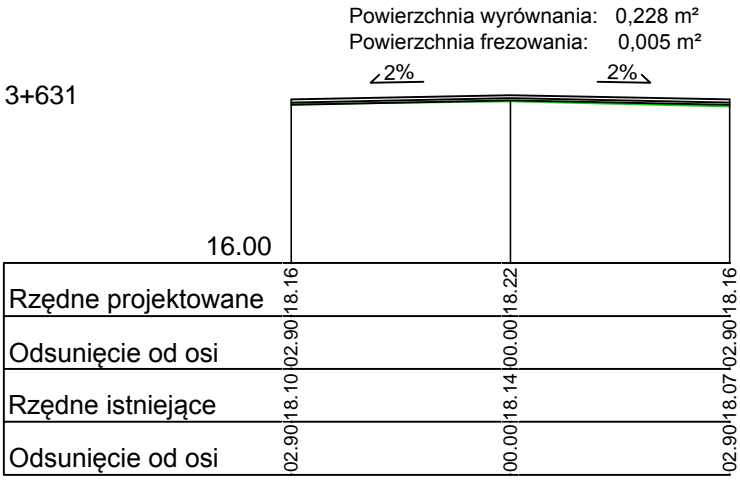 Powierzchnia wyrównania: 0,228 m²
Powierzchnia frezowania: 0,005 m²
2% 2%
3+631
16.00
Rzędne projektowane 18.16 18.22 18.16
Odsunięcie od osi 02.90 00.00 02.90
Rzędne istniejące 18.10 18.14 18.07
Odsunięcie od osi 02.90 00.00 02.90